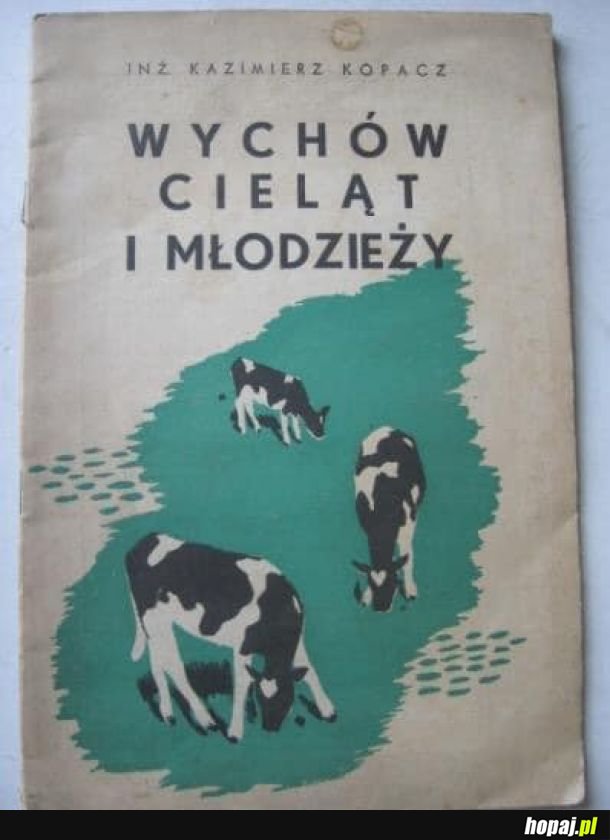 INŻ KAZIMIERZ KOPACZ
WYCHÓW
CIELĄT
I MŁODZIEŻY
hopaj.pl